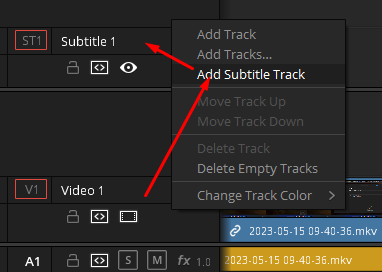 ST1 Subtitle 1
Add Track
Add Tracks...
Add Subtitle Track
Move Track Up
Move Track Down
Delete Track
Delete Empty Tracks
Change Track Color
V1 Video 1
2023-05-15 09-40-36.mkv
A1 S M fx 1.0
2023-05-15 09-40-36.mkv